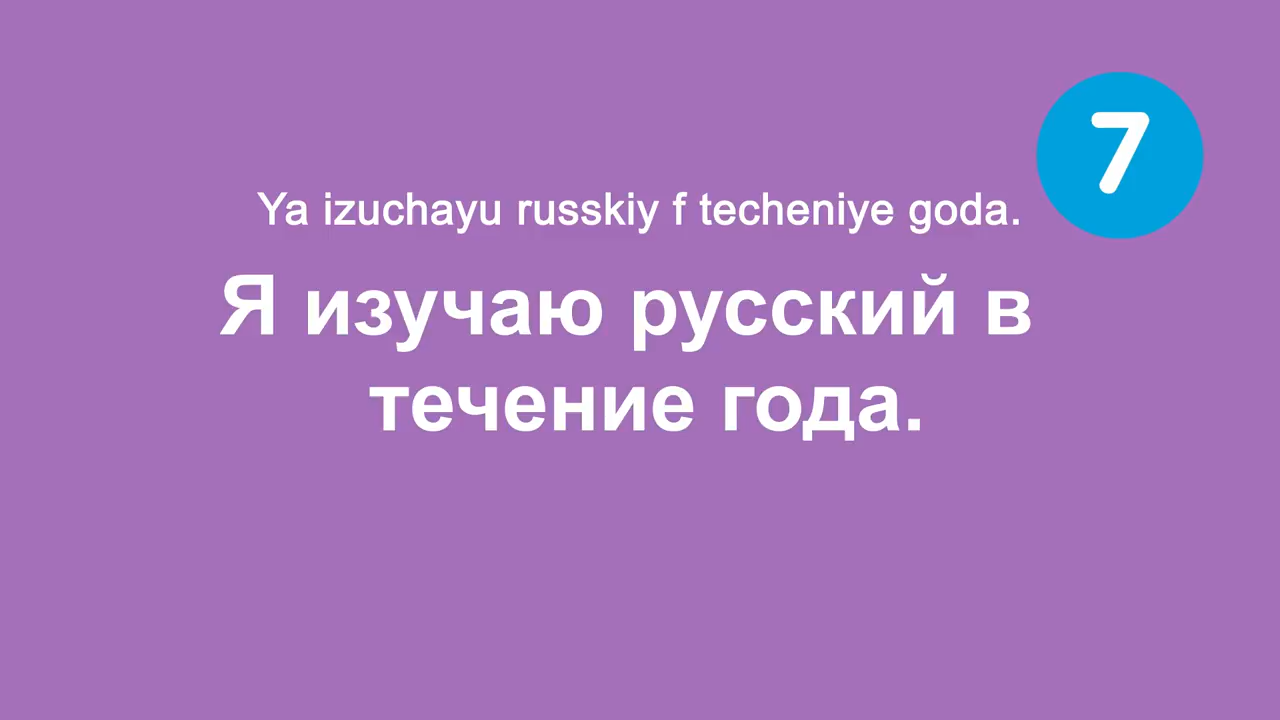 7
Ya izuchayu russkiy f techeniye goda.
Я изучаю русский в
течение года.